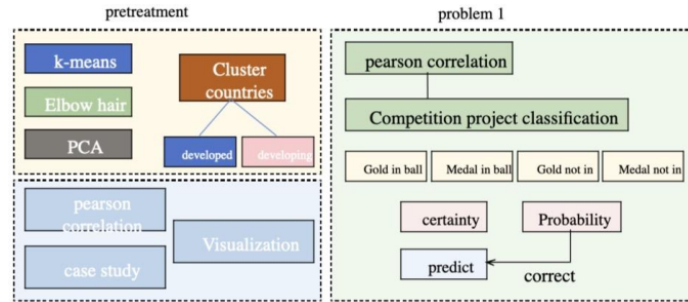 pretreatment
k-means
Elbow hair
PCA
Cluster
countries
developed
developing
pearson
correlation
case study
Visualization
problem 1
pearson correlation
Competition project classification
Gold in ball
Medal in ball
Gold not in
Medal not in
certainty
Probability
predict
correct